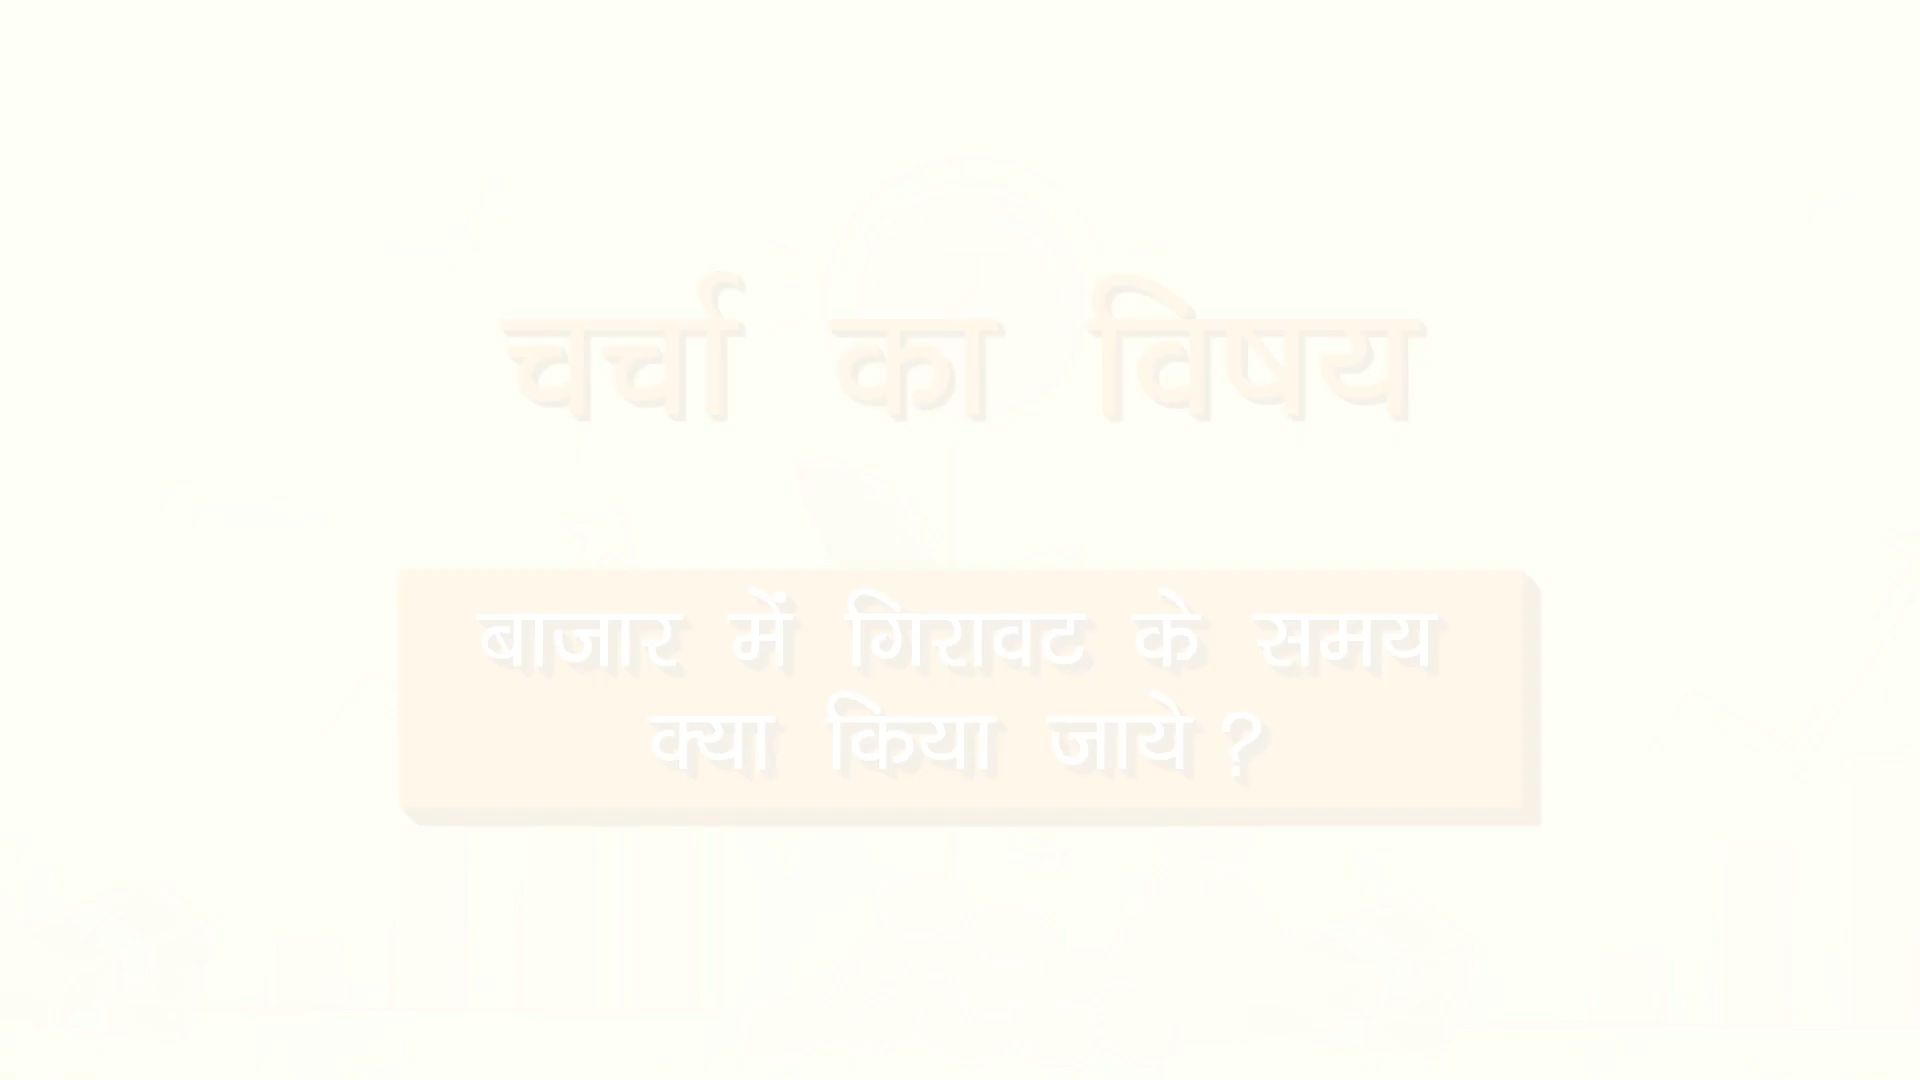 चर्चा का विषय
बाजार में गिरावट के समय
क्या किया जाये ?